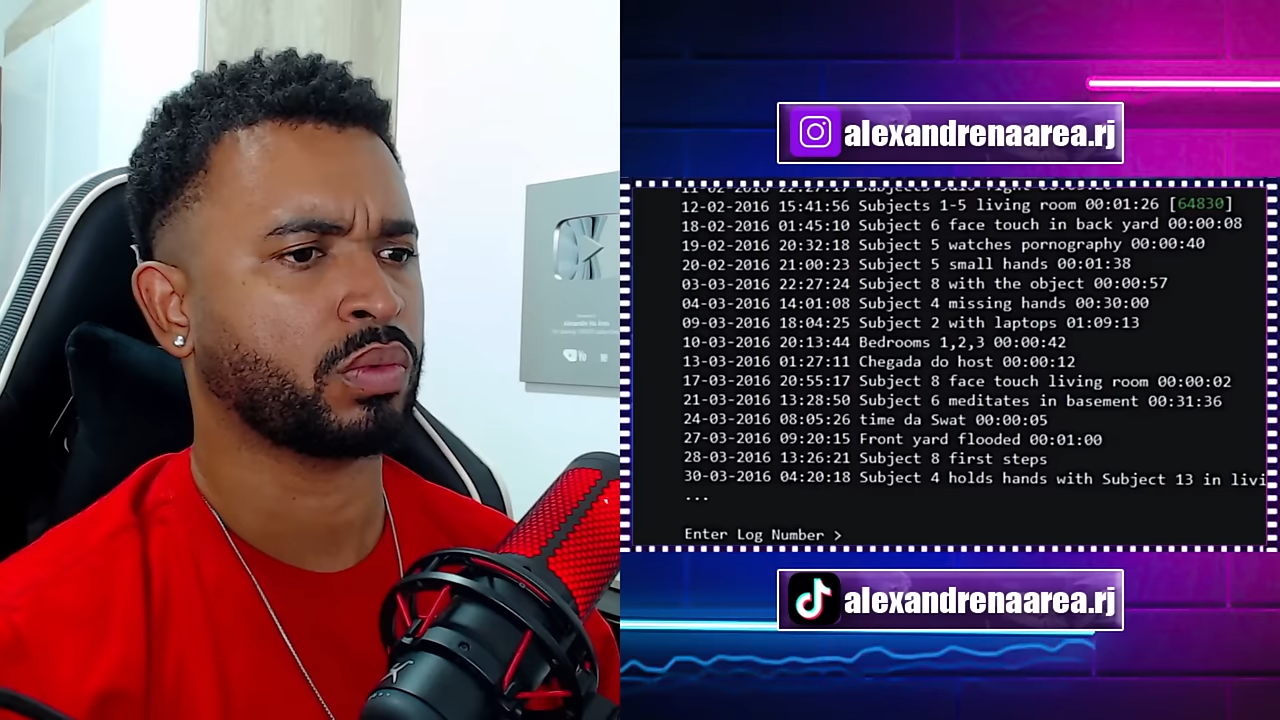 alexandrenaarea.rj
12-02-2016 15:41:56 Subjects 1-5 living room 00:01:26 [64830]
18-02-2016 01:45:10 Subject 6 face touch in back yard 00:00:08
19-02-2016 20:32:18 Subject 5 watches pornography 00:00:40
20-02-2016 21:00:23 Subject 5 small hands 00:01:38
03-03-2016 22:27:24 Subject 8 with the object 00:00:57
04-03-2016 14:01:08 Subject 4 missing hands 00:30:00
09-03-2016 18:04:25 Subject 2 with laptops 01:09:13
10-03-2016 20:13:44 Bedrooms 1,2,3 00:00:42
13-03-2016 01:27:11 Chegada do host 00:00:12
17-03-2016 20:55:17 Subject 8 face touch living room 00:00:02
21-03-2016 13:28:50 Subject 6 meditates in basement 00:31:36
24-03-2016 08:05:26 time da Swat 00:00:05
27-03-2016 09:20:15 Front yard flooded 00:01:00
28-03-2016 13:26:21 Subject 8 first steps
30-03-2016 04:20:18 Subject 4 holds hands with Subject 13 in livi
...
Enter Log Number >
alexandrenaarea.rj